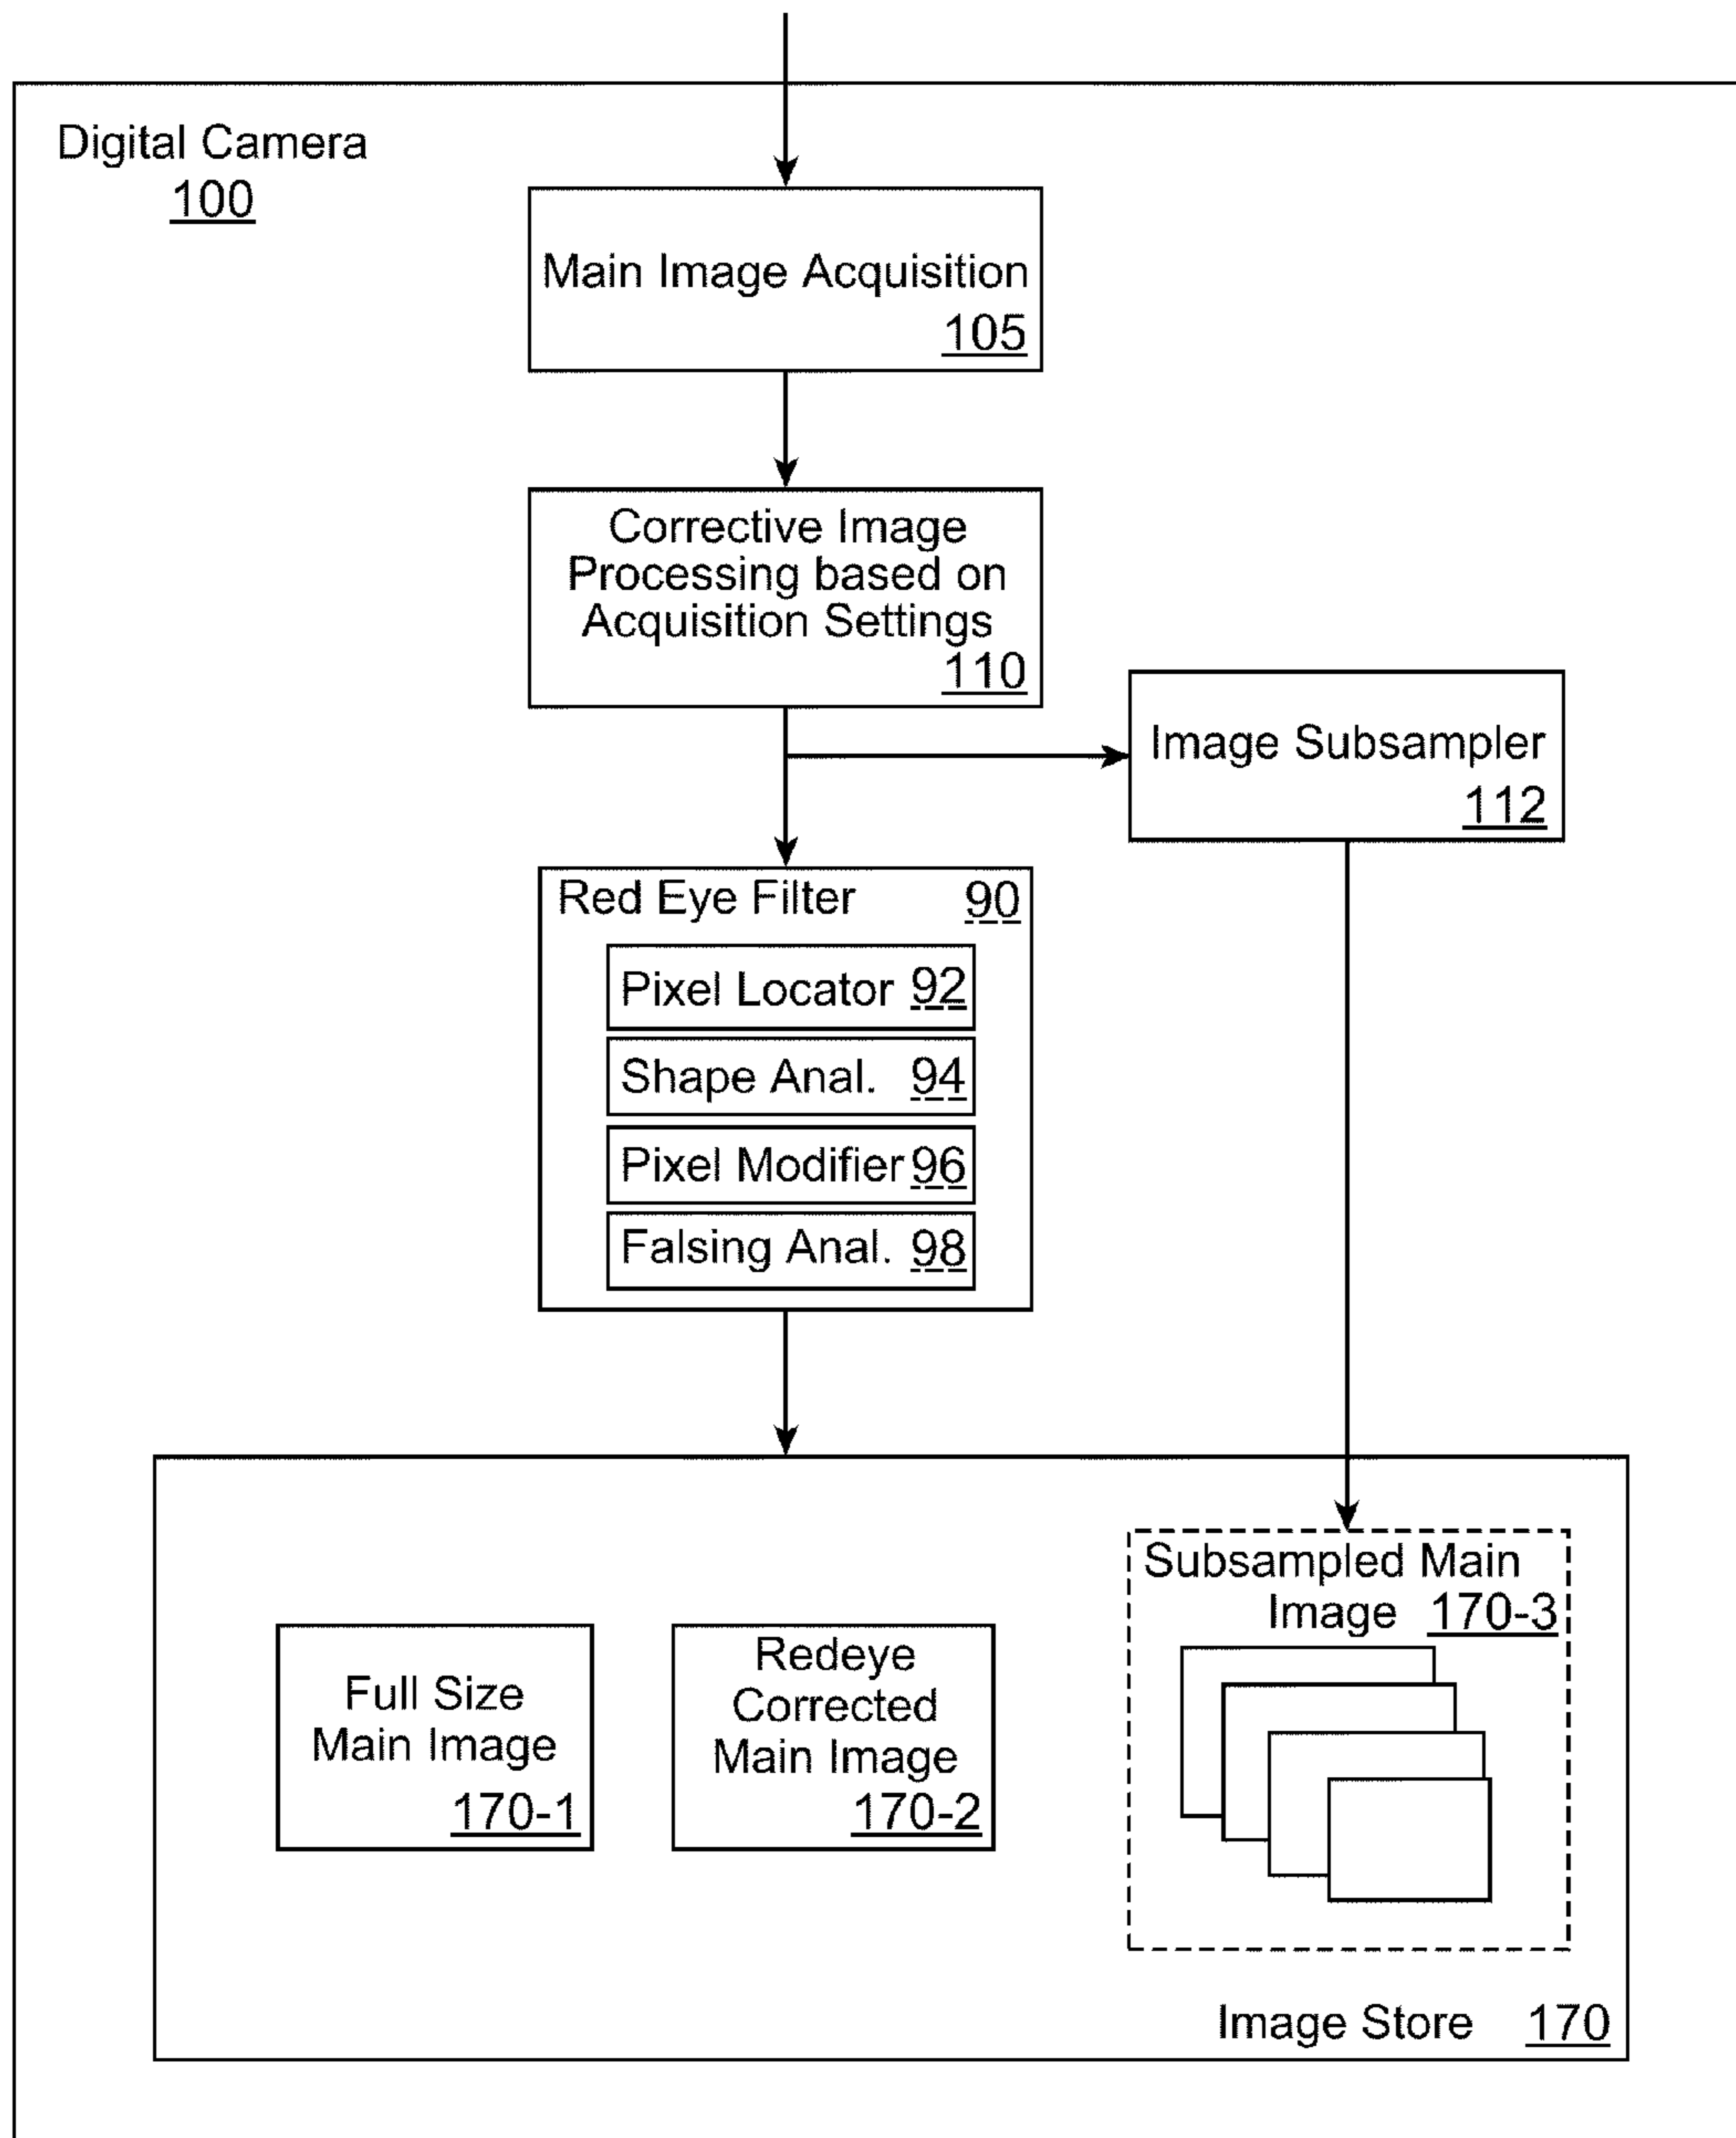 Digital Camera
100
Main Image Acquisition
105
Corrective Image
Processing based on
Acquisition Settings
110
Image Subsampler
112
Red Eye Filter 90
Pixel Locator 92
Shape Anal. 94
Pixel Modifier 96
Falsing Anal. 98
Subsampled Main
Image 170-3
Full Size
Main Image
170-1
Redeye
Corrected
Main Image
170-2
Image Store 170